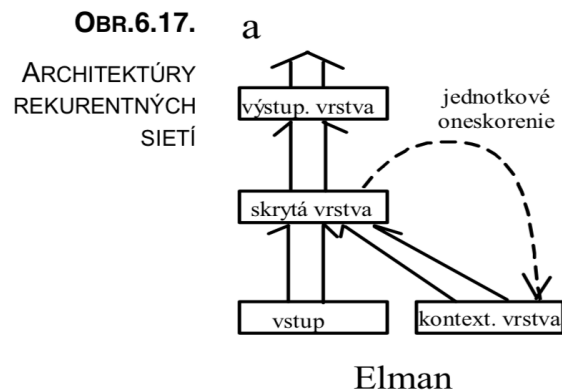 OBR.6.17.
ARCHITEKTÚRY
REKURENTNÝCH
SIETÍ
a
výstup. vrstva
jednotkové
oneskorenie
skrytá vrstva
vstup
kontext. vrstva
Elman